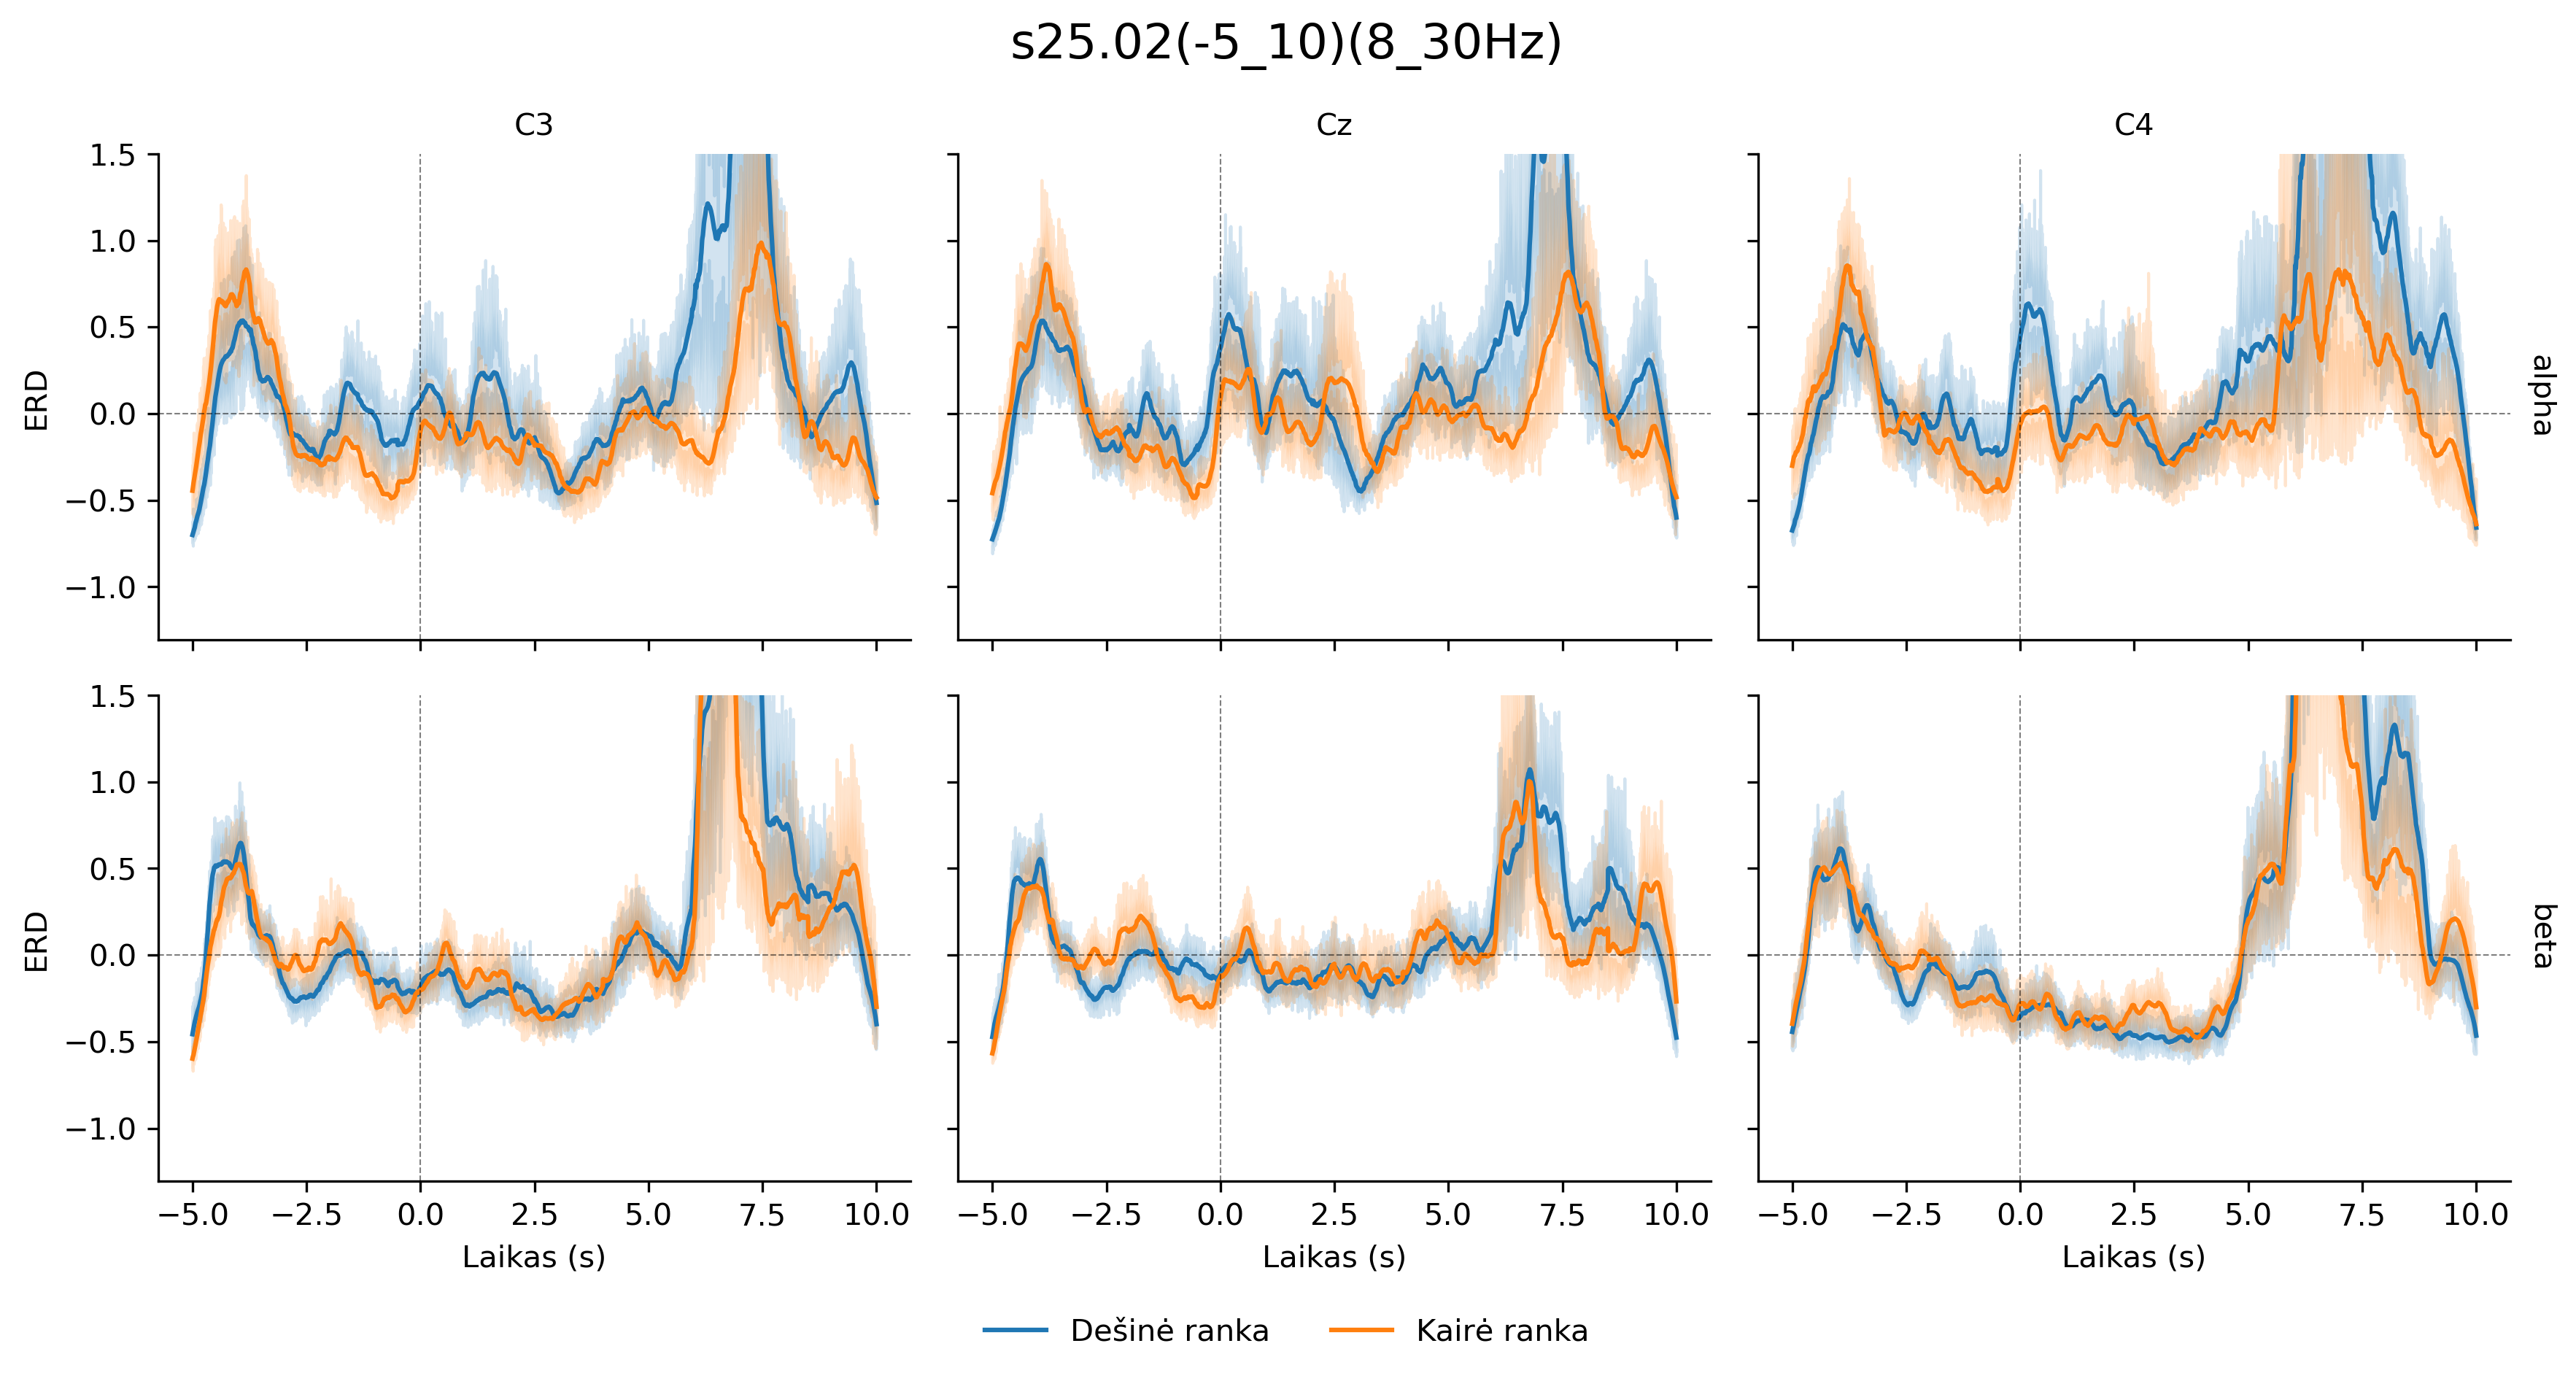 s25.02(-5_10)(8_30Hz)
C3 Cz C4
1.5
1.0
0.5
0.0
−0.5
−1.0
ERD
alpha
1.5
1.0
0.5
0.0
−0.5
−1.0
ERD
beta
−5.0 −2.5 0.0 2.5 5.0 7.5 10.0 −5.0 −2.5 0.0 2.5 5.0 7.5 10.0 −5.0 −2.5 0.0 2.5 5.0 7.5 10.0
Laikas (s) Laikas (s) Laikas (s)
Dešinė ranka Kairė ranka